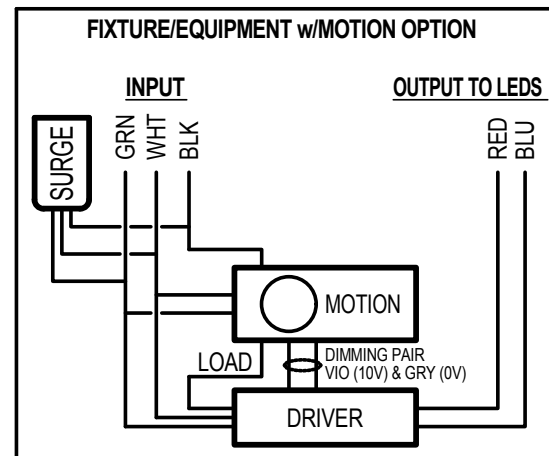 FIXTURE/EQUIPMENT w/MOTION OPTION
INPUT
OUTPUT TO LEDS
SURGE
GRN
WHT
BLK
RED
BLU
MOTION
LOAD
DIMMING PAIR
VIO (10V) & GRY (0V)
DRIVER